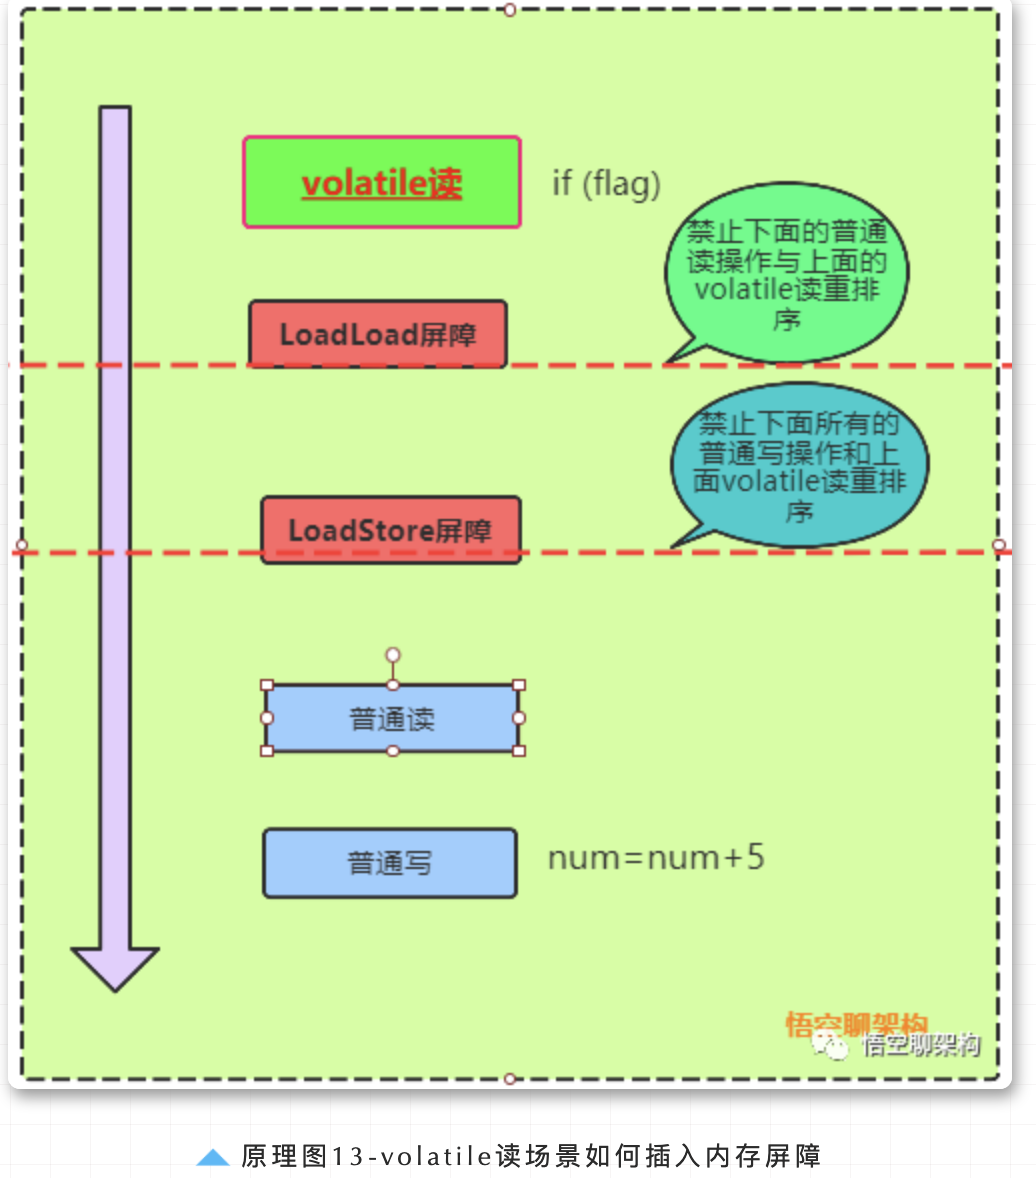 volatile读
if (flag)
禁止下面的普通
读操作与上面的
volatile读重排
序
LoadLoad屏障
禁止下面所有的
普通写操作和上
面volatile读重排
序
LoadStore屏障
普通读
普通写
num=num+5
悟空聊架构
悟空聊架构
原理图13-volatile读场景如何插入内存屏障